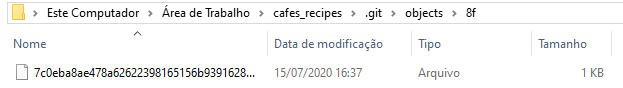 Este Computador > Área de Trabalho > cafes_recipes > .git > objects > 8f
Nome Data de modificação Tipo Tamanho
7c0eba8ae478a62622398165156b9391628... 15/07/2020 16:37 Arquivo 1 KB